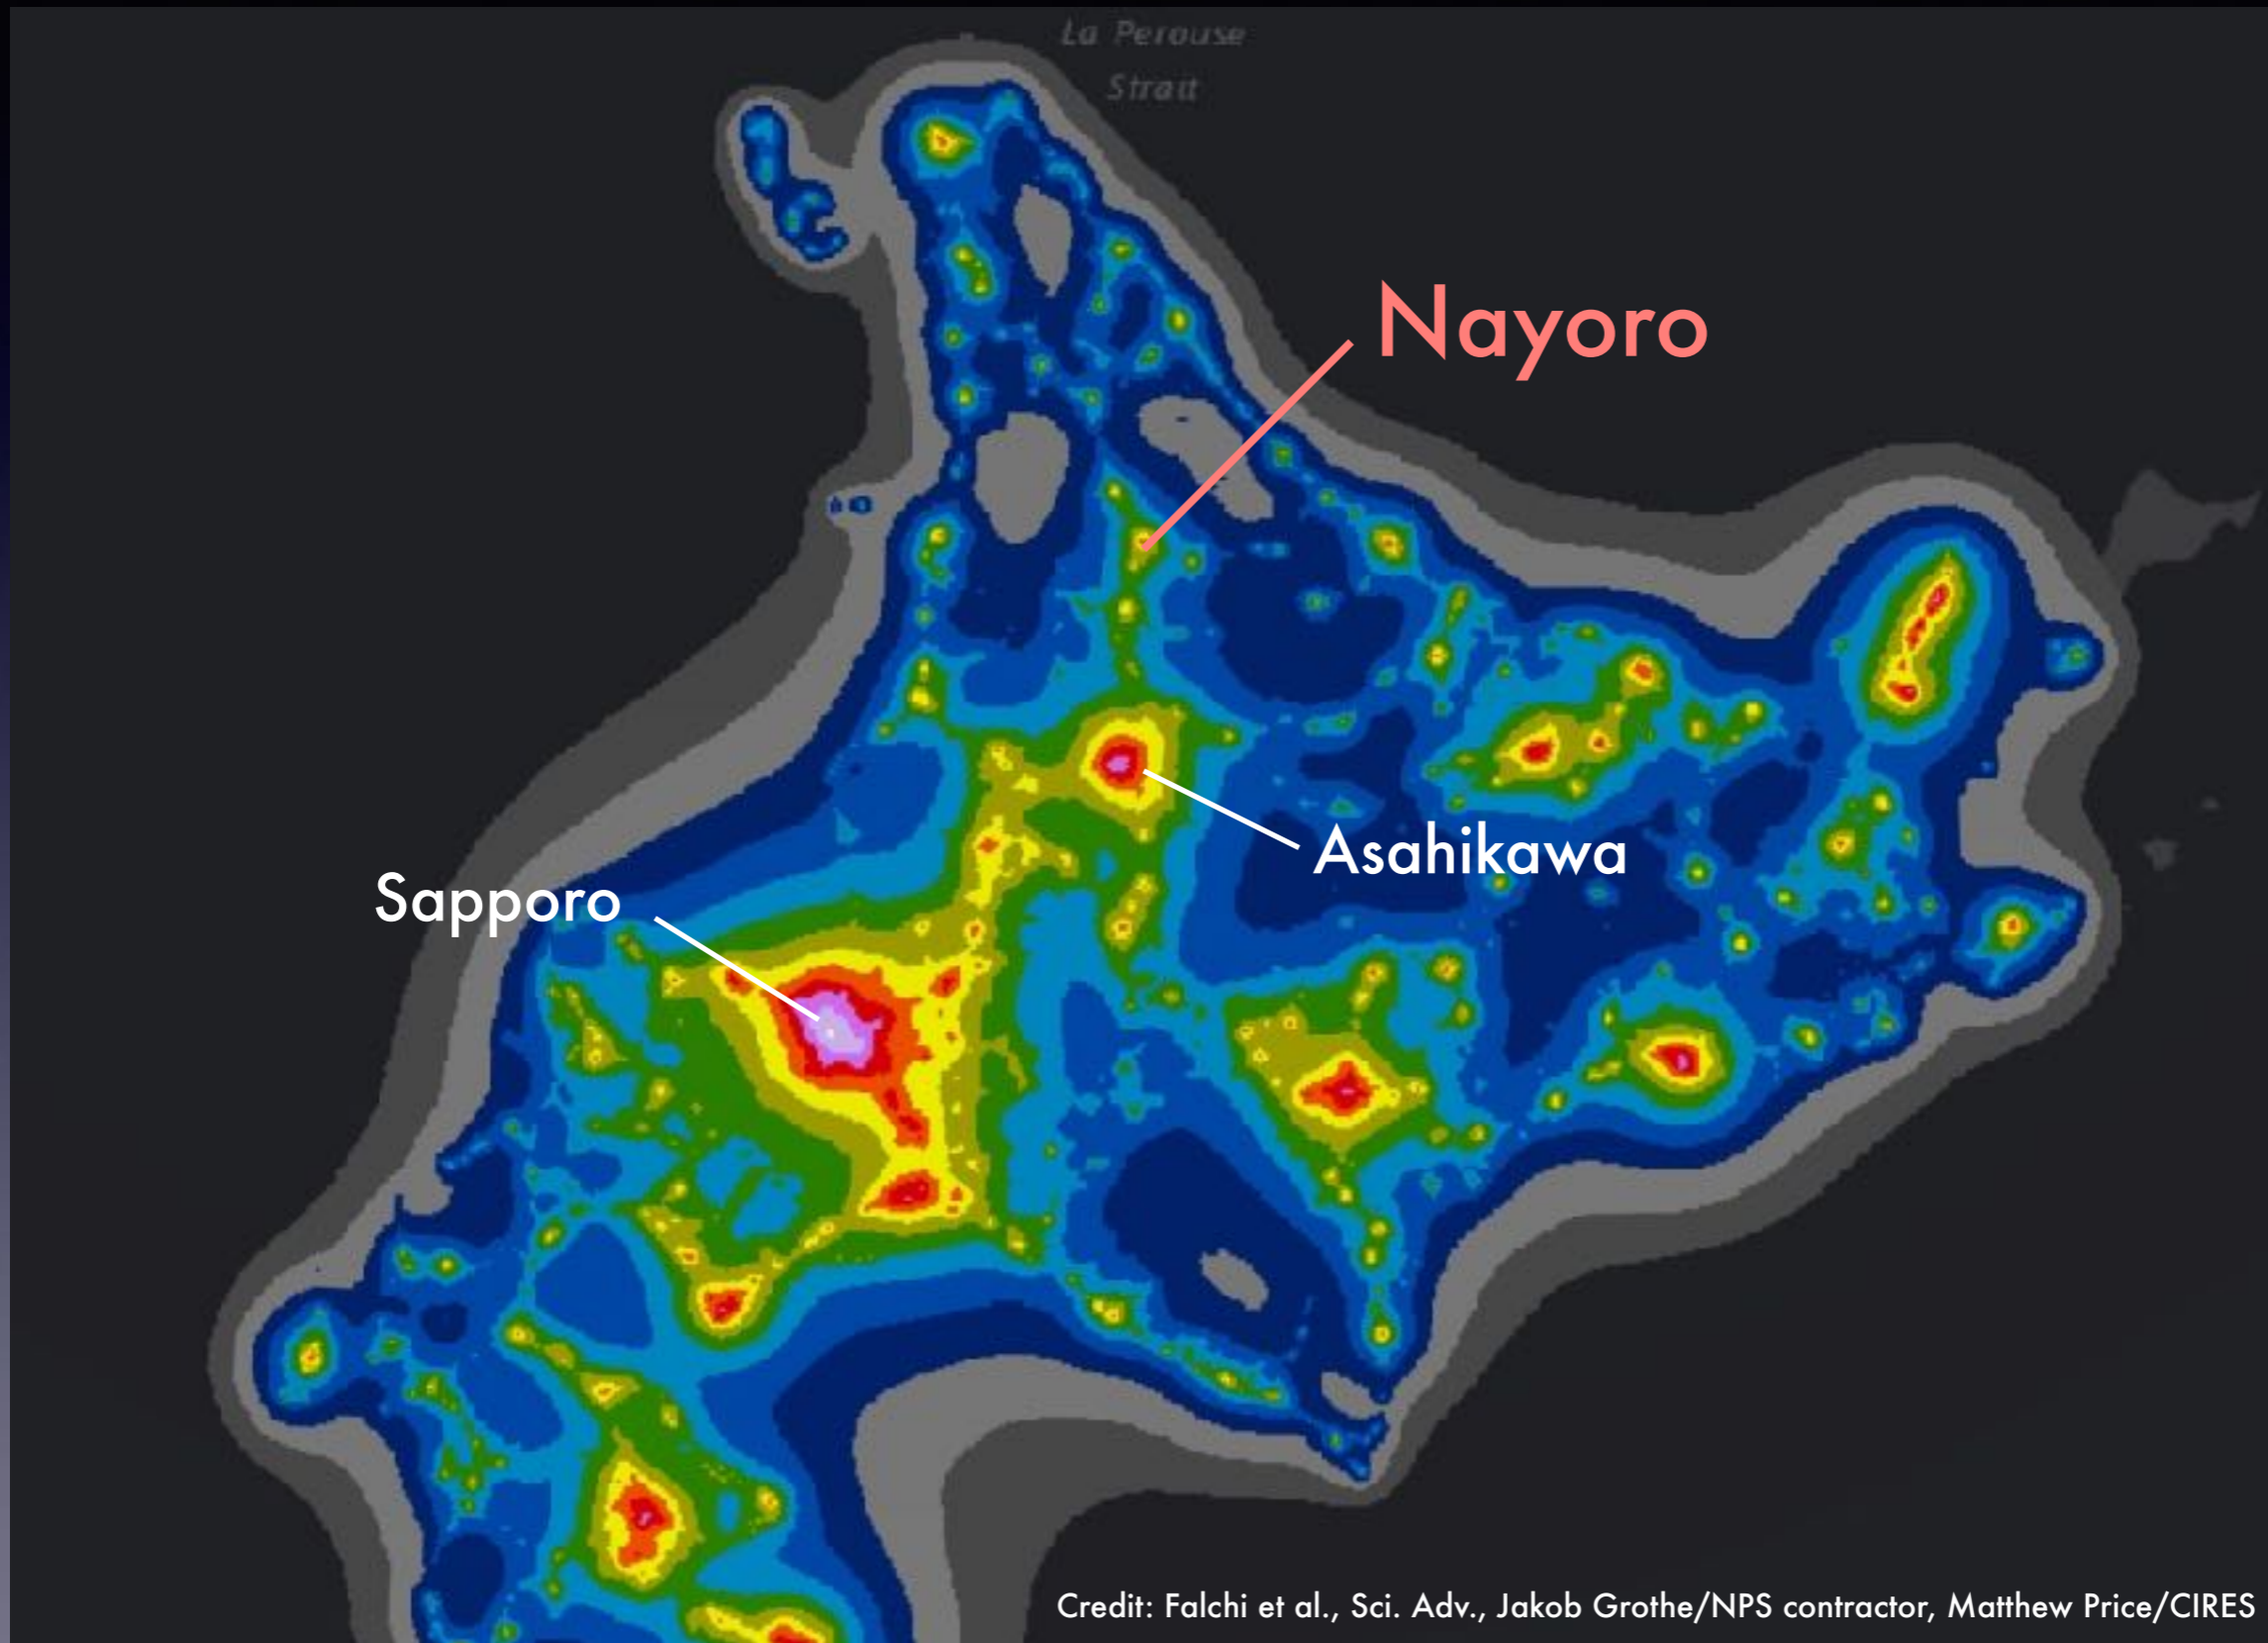 La Perouse
Strait
Nayoro
Asahikawa
Sapporo
Credit: Falchi et al., Sci. Adv., Jakob Grothe/NPS contractor, Matthew Price/CIRES